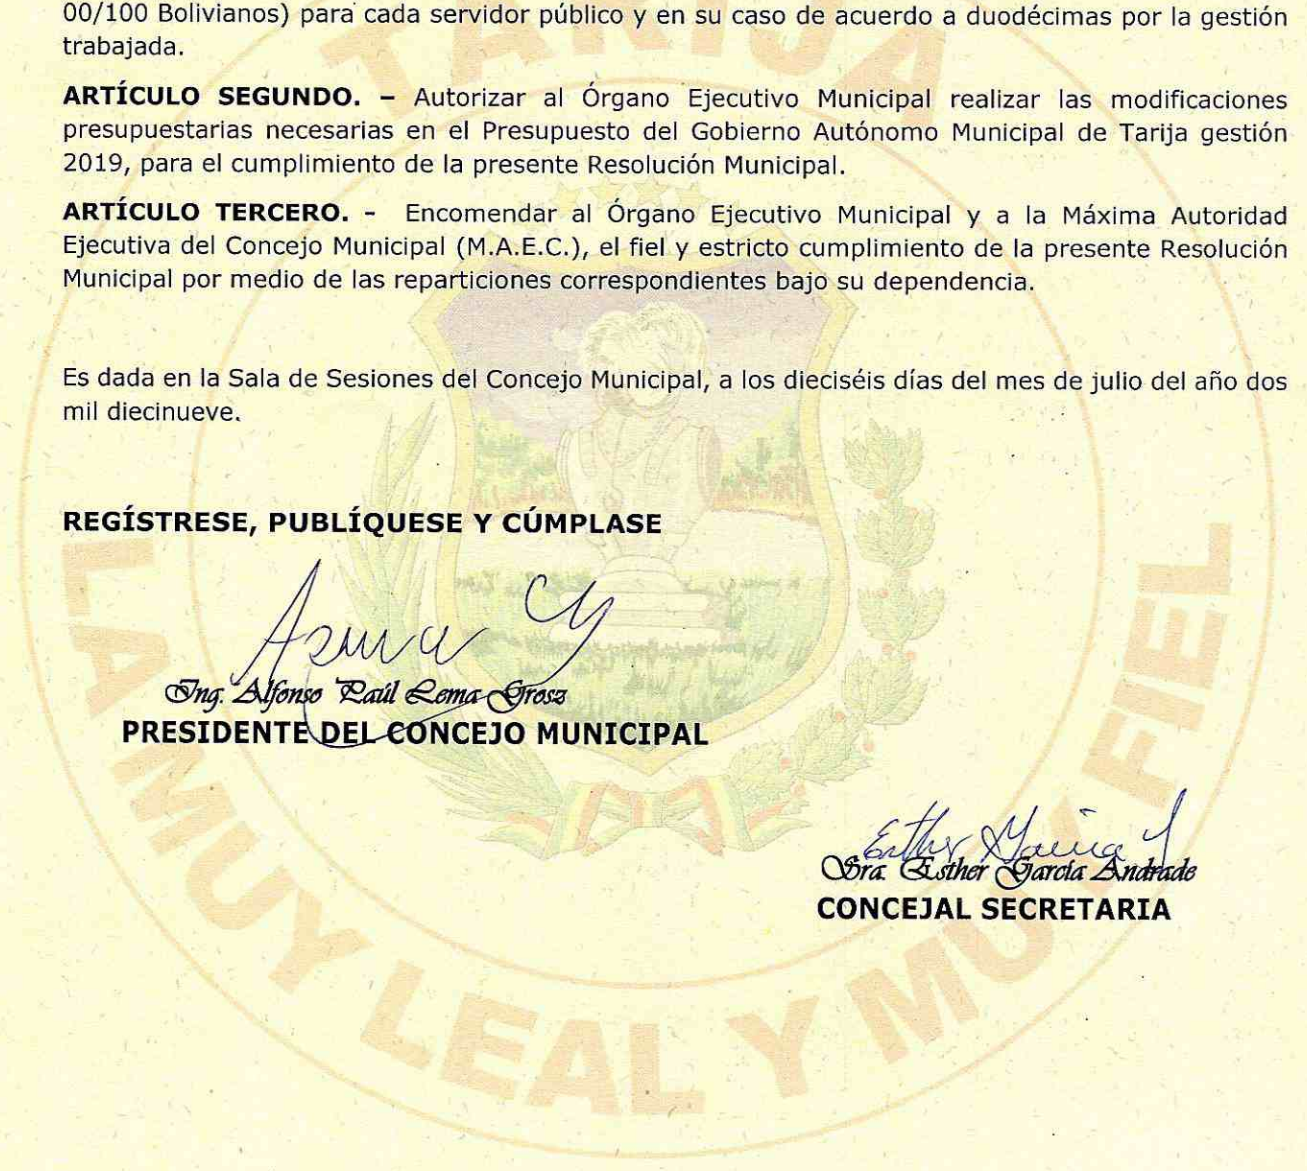 00/100 Bolivianos) para cada servidor público y en su caso de acuerdo a duodécimas por la gestión
trabajada.
ARTÍCULO SEGUNDO. – Autorizar al Órgano Ejecutivo Municipal realizar las modificaciones
presupuestarias necesarias en el Presupuesto del Gobierno Autónomo Municipal de Tarija gestión
2019, para el cumplimiento de la presente Resolución Municipal.
ARTÍCULO TERCERO. - Encomendar al Órgano Ejecutivo Municipal y a la Máxima Autoridad
Ejecutiva del Concejo Municipal (M.A.E.C.), el fiel y estricto cumplimiento de la presente Resolución
Municipal por medio de las reparticiones correspondientes bajo su dependencia.
Es dada en la Sala de Sesiones del Concejo Municipal, a los dieciséis días del mes de julio del año dos
mil diecinueve.
REGÍSTRESE, PUBLÍQUESE Y CÚMPLASE
Ing. Alfonso Paúl Lema Grosz
PRESIDENTE DEL CONCEJO MUNICIPAL
Esther García
Sra. Esther García Andrade
CONCEJAL SECRETARIA
TARIJA
LA MUY LEAL Y MUY FIEL